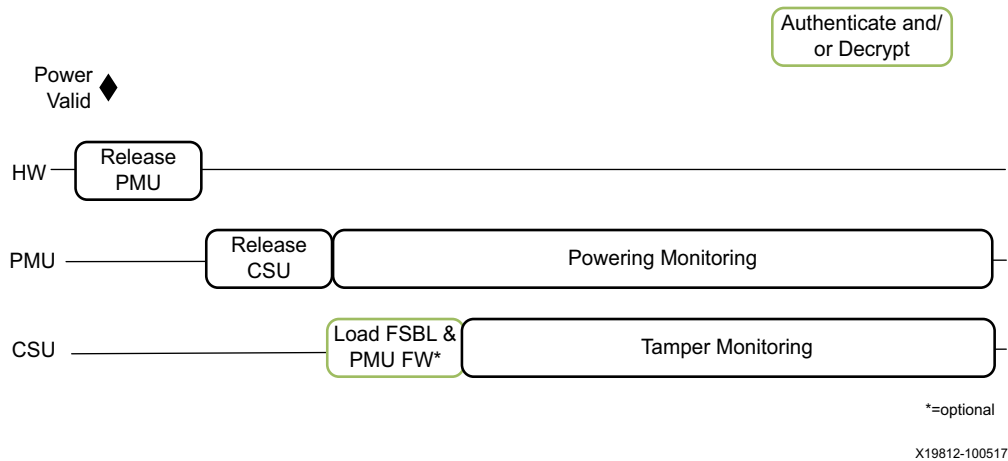 Authenticate and/
or Decrypt
Power
Valid
HW
Release
PMU
PMU
Release
CSU
Powering Monitoring
CSU
Load FSBL &
PMU FW*
Tamper Monitoring
*=optional
X19812-100517